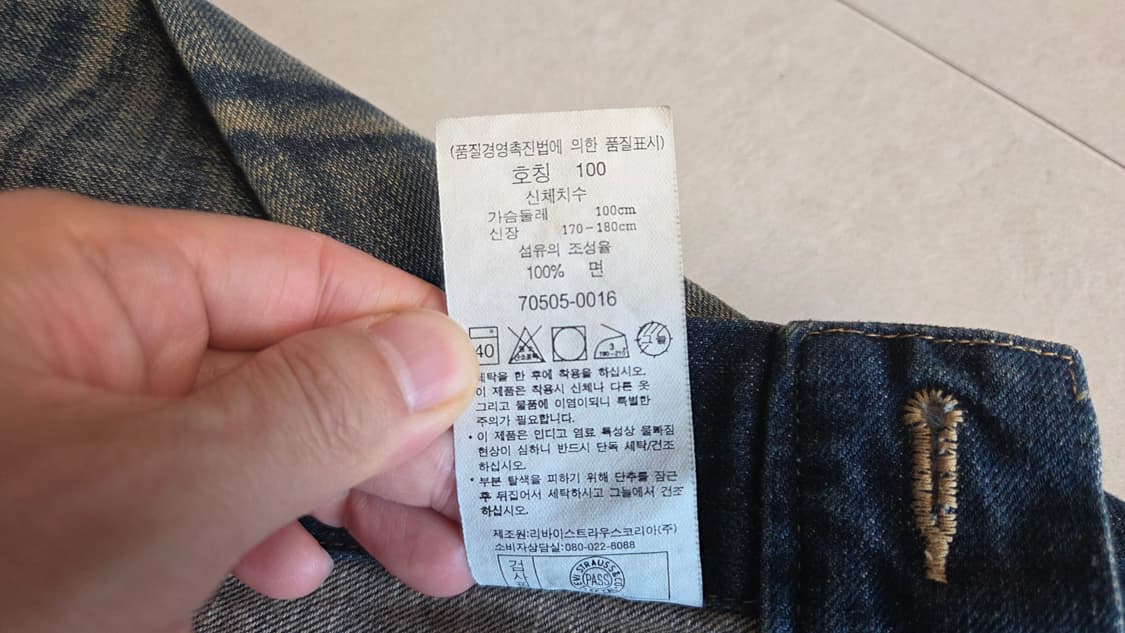 (품질경영촉진법에 의한 품질표시)
호칭 100
신체치수
가슴둘레 100cm
신장 170-180cm
섬유의 조성율
100% 면
70505-0016
40
3
세탁을 한 후에 착용을 하십시오.
이 제품은 착용시 신체나 다른 옷
그리고 물품에 이염이되니 특별한
주의가 필요합니다.
• 이 제품은 인디고 염료 특성상 물빠짐
현상이 심하니 반드시 단독 세탁/건조
하십시오.
• 부분 탈색을 피하기 위해 단추를 잠근
후 뒤집어서 세탁하시고 그늘에서 건조
하십시오.
제조원:리바이스트라우스코리아(주)
소비자상담실:080-022-8088
검
STRAUSS & CO
PASS